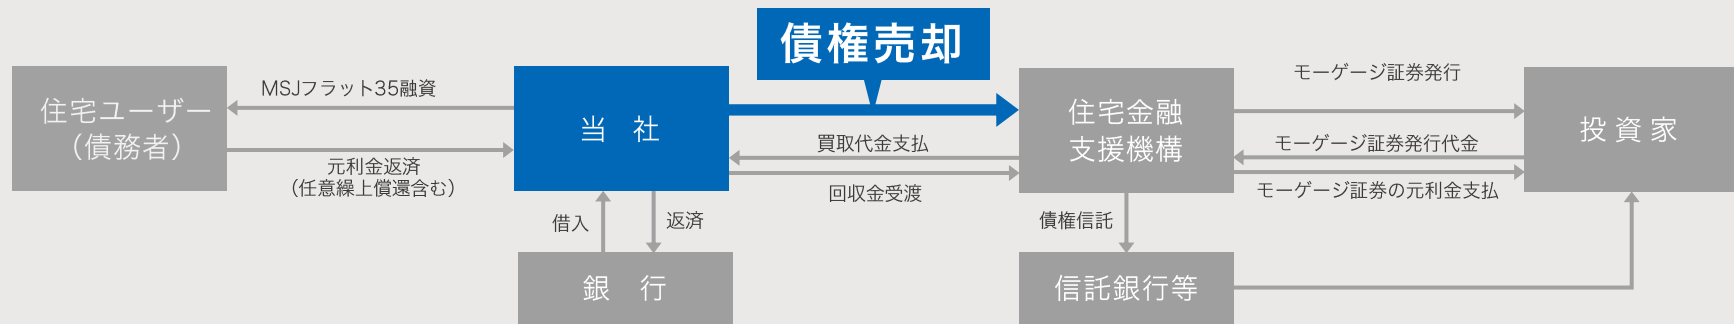 債権売却
住宅ユーザー
（債務者）
MSJフラット35融資
元利金返済
（任意繰上償還含む）
当 社
買取代金支払
回収金受渡
住宅金融
支援機構
モーゲージ証券発行
モーゲージ証券発行代金
モーゲージ証券の元利金支払
投資家
借入
返済
債権信託
銀 行
信託銀行等